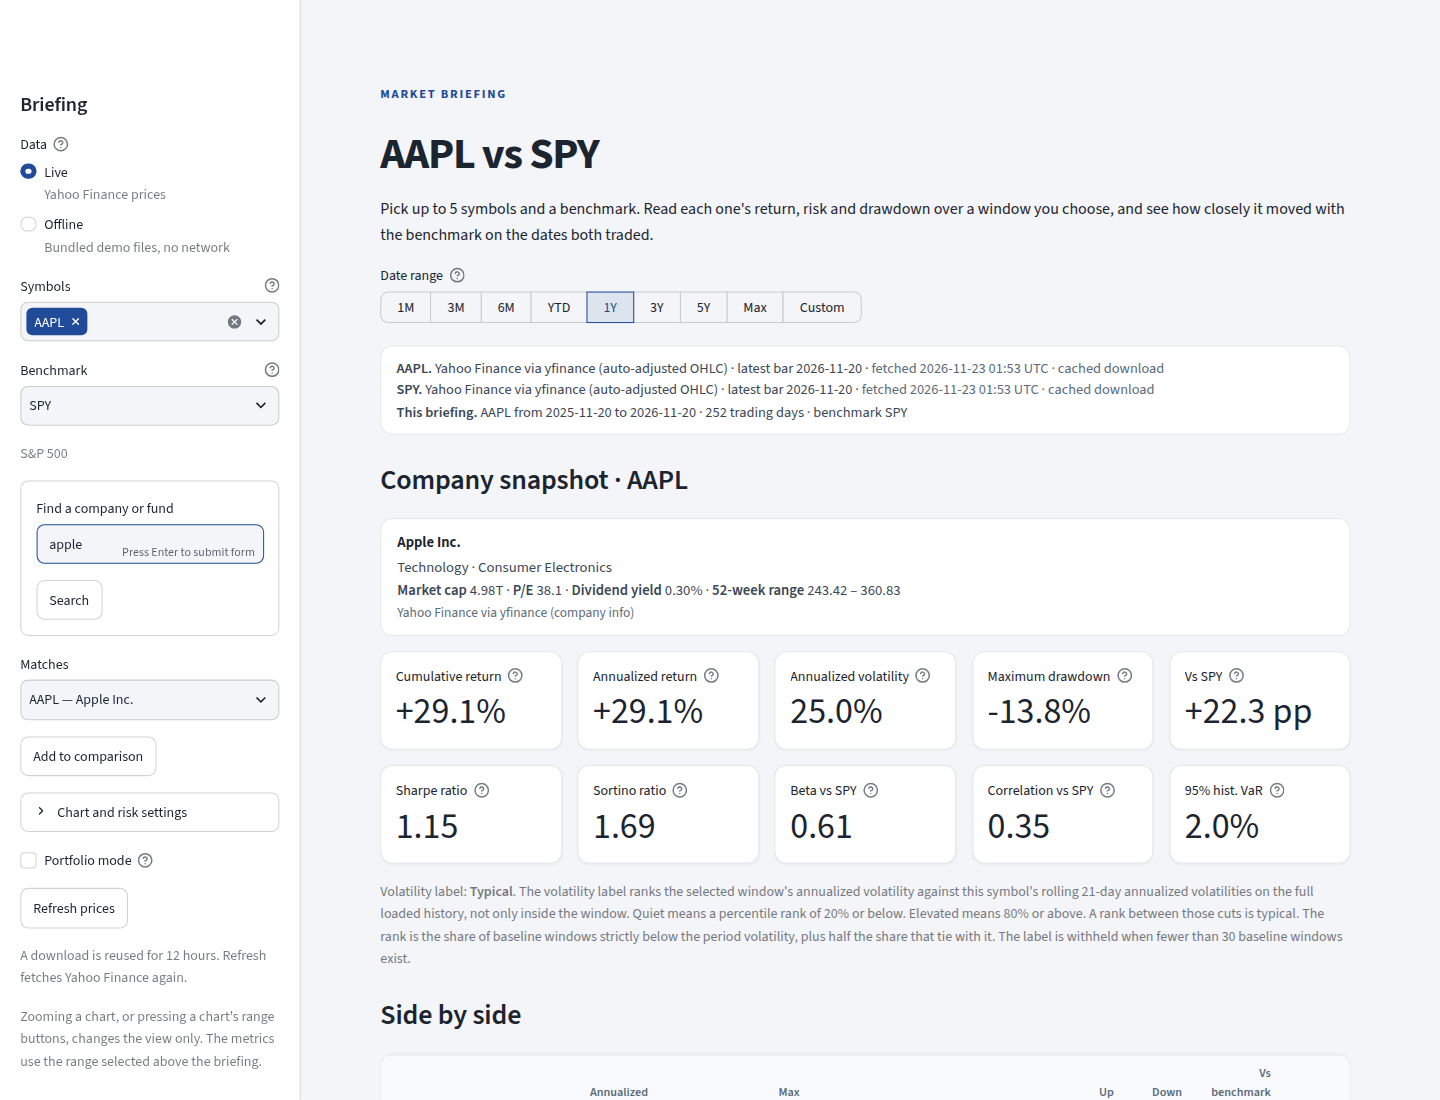 Briefing
Data
Live
Yahoo Finance prices
Offline
Bundled demo files, no network
Symbols
AAPL
Benchmark
SPY
S&P 500
Find a company or fund
apple
Press Enter to submit form
Search
Matches
AAPL — Apple Inc.
Add to comparison
Chart and risk settings
Portfolio mode
Refresh prices
A download is reused for 12 hours. Refresh
fetches Yahoo Finance again.
Zooming a chart, or pressing a chart's range
buttons, changes the view only. The metrics
use the range selected above the briefing.
MARKET BRIEFING
AAPL vs SPY
Pick up to 5 symbols and a benchmark. Read each one's return, risk and drawdown over a window you choose, and see how closely it moved with
the benchmark on the dates both traded.
Date range
1M 3M 6M YTD 1Y 3Y 5Y Max Custom
AAPL. Yahoo Finance via yfinance (auto-adjusted OHLC) · latest bar 2026-11-20 · fetched 2026-11-23 01:53 UTC · cached download
SPY. Yahoo Finance via yfinance (auto-adjusted OHLC) · latest bar 2026-11-20 · fetched 2026-11-23 01:53 UTC · cached download
This briefing. AAPL from 2025-11-20 to 2026-11-20 · 252 trading days · benchmark SPY
Company snapshot · AAPL
Apple Inc.
Technology · Consumer Electronics
Market cap 4.98T · P/E 38.1 · Dividend yield 0.30% · 52-week range 243.42 – 360.83
Yahoo Finance via yfinance (company info)
Cumulative return Annualized return Annualized volatility Maximum drawdown Vs SPY
+29.1% +29.1% 25.0% -13.8% +22.3 pp
Sharpe ratio Sortino ratio Beta vs SPY Correlation vs SPY 95% hist. VaR
1.15 1.69 0.61 0.35 2.0%
Volatility label: Typical. The volatility label ranks the selected window's annualized volatility against this symbol's rolling 21-day annualized volatilities on the full
loaded history, not only inside the window. Quiet means a percentile rank of 20% or below. Elevated means 80% or above. A rank between those cuts is typical. The
rank is the share of baseline windows strictly below the period volatility, plus half the share that tie with it. The label is withheld when fewer than 30 baseline windows
exist.
Side by side
Vs
Annualized Max Up Down benchmark